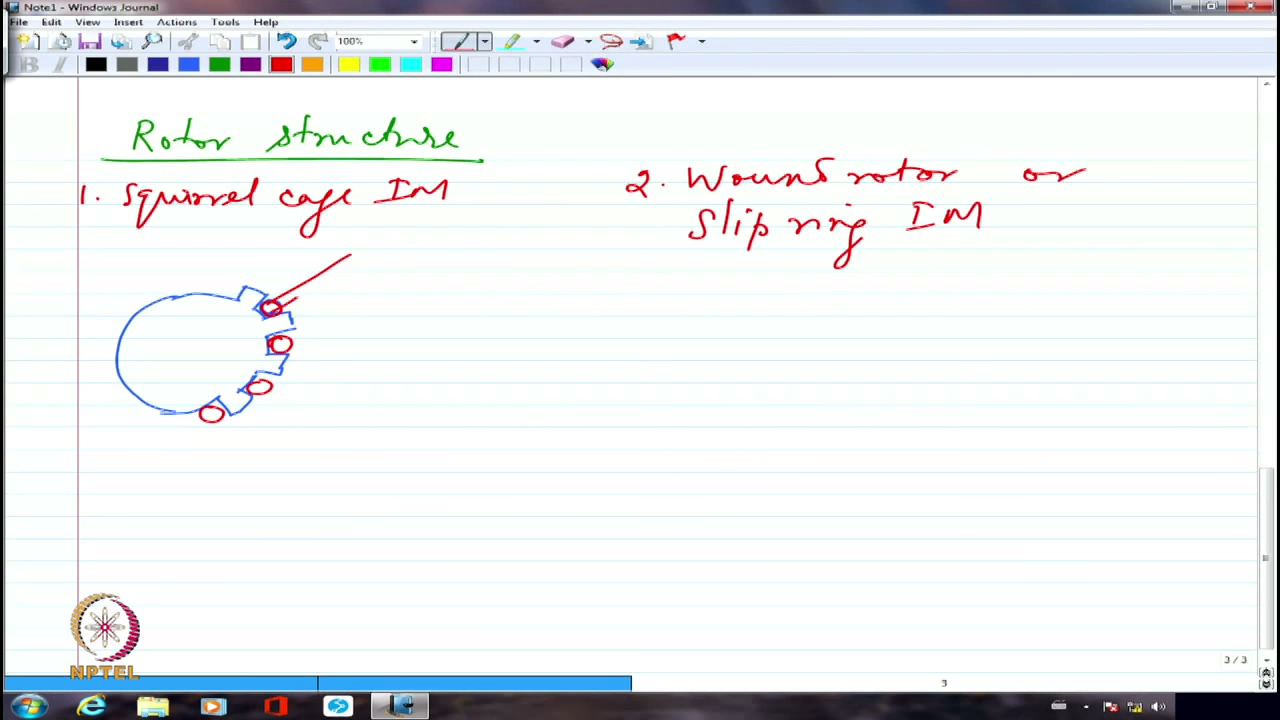 Note1 - Windows Journal
File Edit View Insert Actions Tools Help
100%
B I
Rotor structure
1. Squirrel cage IM
2. Wound rotor or
Slip ring IM
NPTEL
3 / 3
3